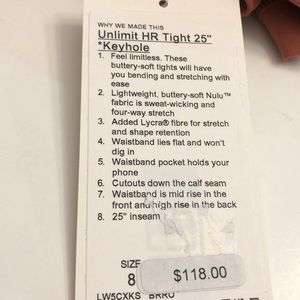 WHY WE MADE THIS
Unlimit HR Tight 25"
*Keyhole
1. Feel limitless. These
buttery-soft tights will have
you bending and stretching with
ease
2. Lightweight, buttery-soft Nulu™
fabric is sweat-wicking and
four-way stretch
3. Added Lycra® fibre for stretch
and shape retention
4. Waistband lies flat and won't
dig in
5. Waistband pocket holds your
phone
6. Cutouts down the calf seam
7. Waistband is mid rise in the
front and high rise in the back
8. 25" inseam
SIZE
8
$118.00
LW5CXKS BRRU